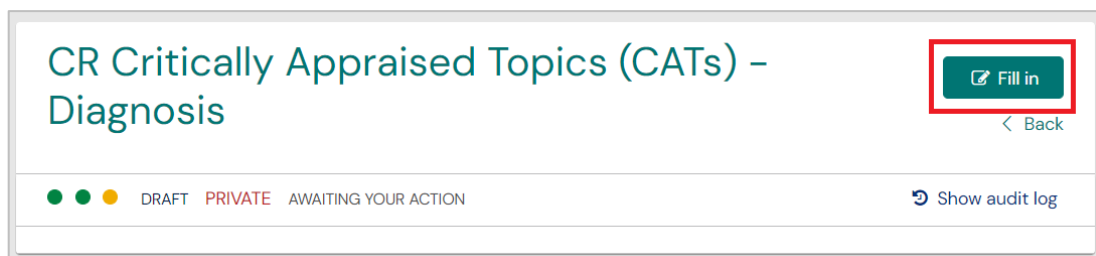 CR Critically Appraised Topics (CATs) –
Diagnosis
Fill in
Back
DRAFT PRIVATE AWAITING YOUR ACTION
Show audit log